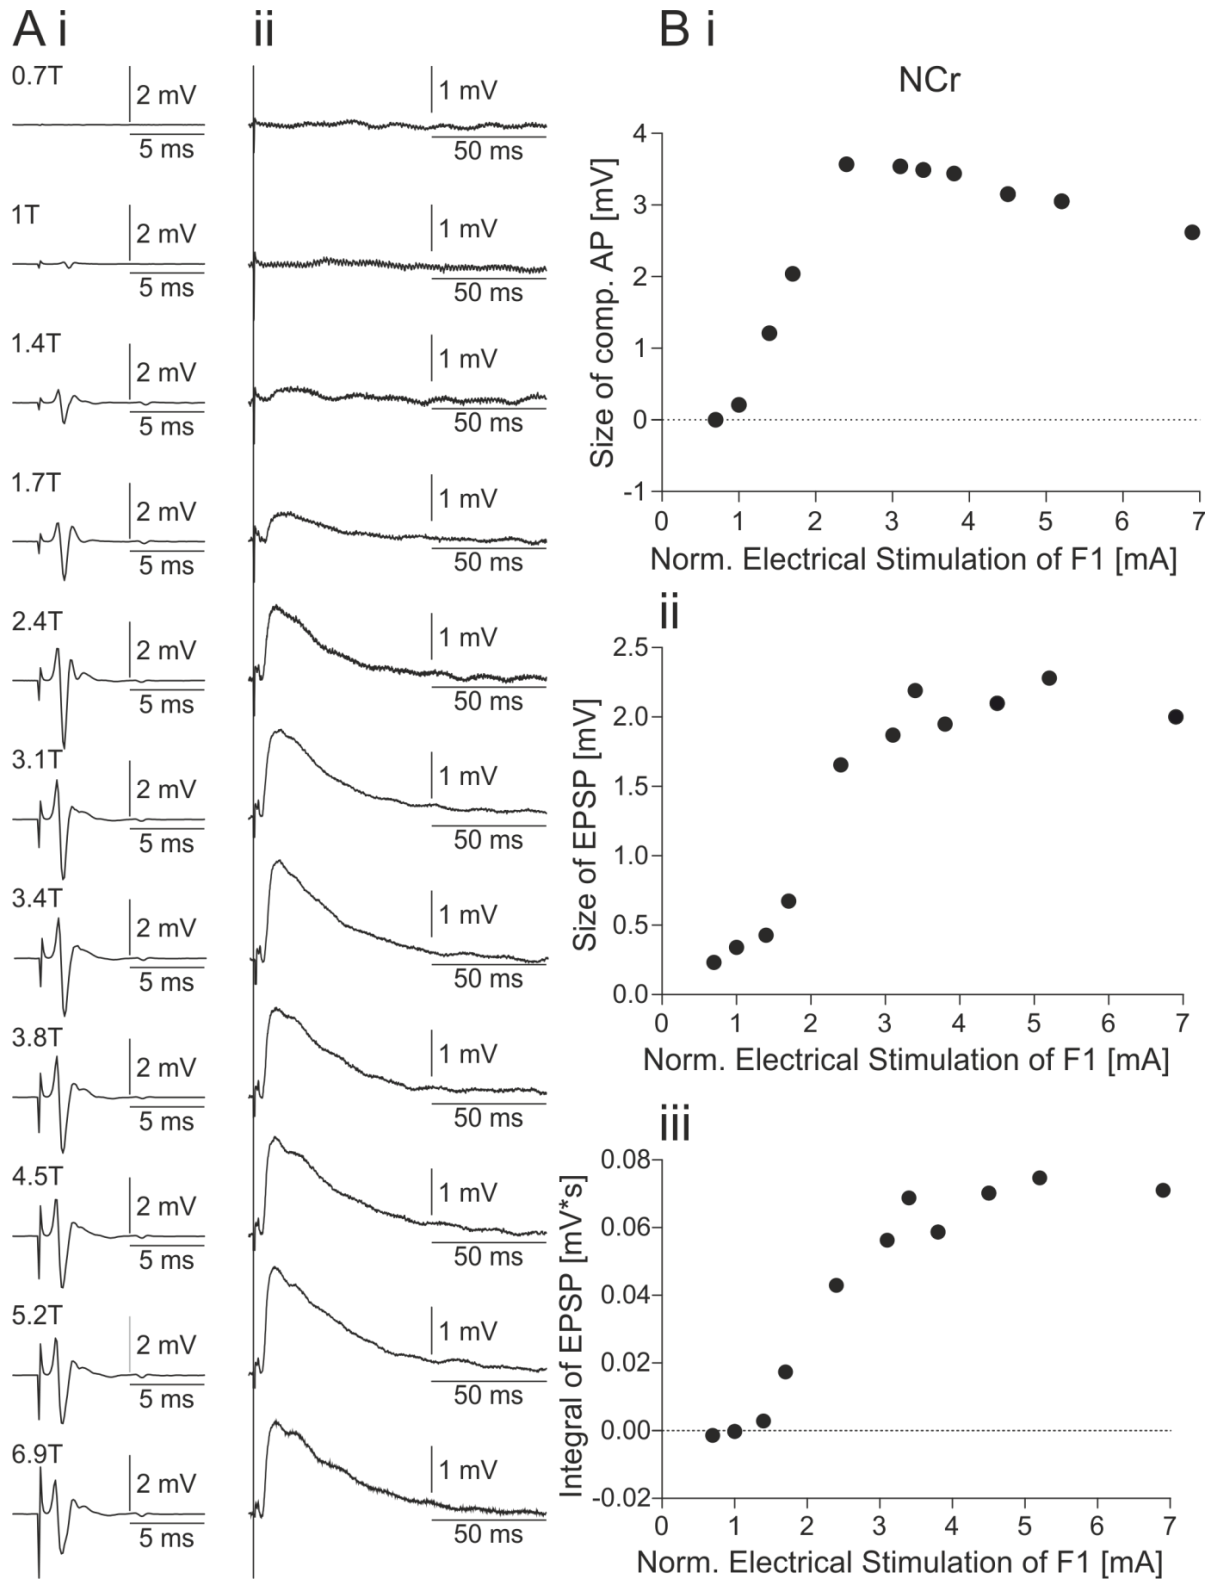 A i
ii
0.7T
2 mV
5 ms
1 mV
50 ms
1T
2 mV
5 ms
1 mV
50 ms
1.4T
2 mV
5 ms
1 mV
50 ms
1.7T
2 mV
5 ms
1 mV
50 ms
2.4T
2 mV
5 ms
1 mV
50 ms
3.1T
2 mV
5 ms
1 mV
50 ms
3.4T
2 mV
5 ms
1 mV
50 ms
3.8T
2 mV
5 ms
1 mV
50 ms
4.5T
2 mV
5 ms
1 mV
50 ms
5.2T
2 mV
5 ms
1 mV
50 ms
6.9T
2 mV
5 ms
1 mV
50 ms
B i
NCr
Size of comp. AP [mV]
4
3
2
1
0
-1
0 1 2 3 4 5 6 7
Norm. Electrical Stimulation of F1 [mA]
ii
Size of EPSP [mV]
2.5
2.0
1.5
1.0
0.5
0.0
0 1 2 3 4 5 6 7
Norm. Electrical Stimulation of F1 [mA]
iii
Integral of EPSP [mV*s]
0.08
0.06
0.04
0.02
0.00
-0.02
0 1 2 3 4 5 6 7
Norm. Electrical Stimulation of F1 [mA]